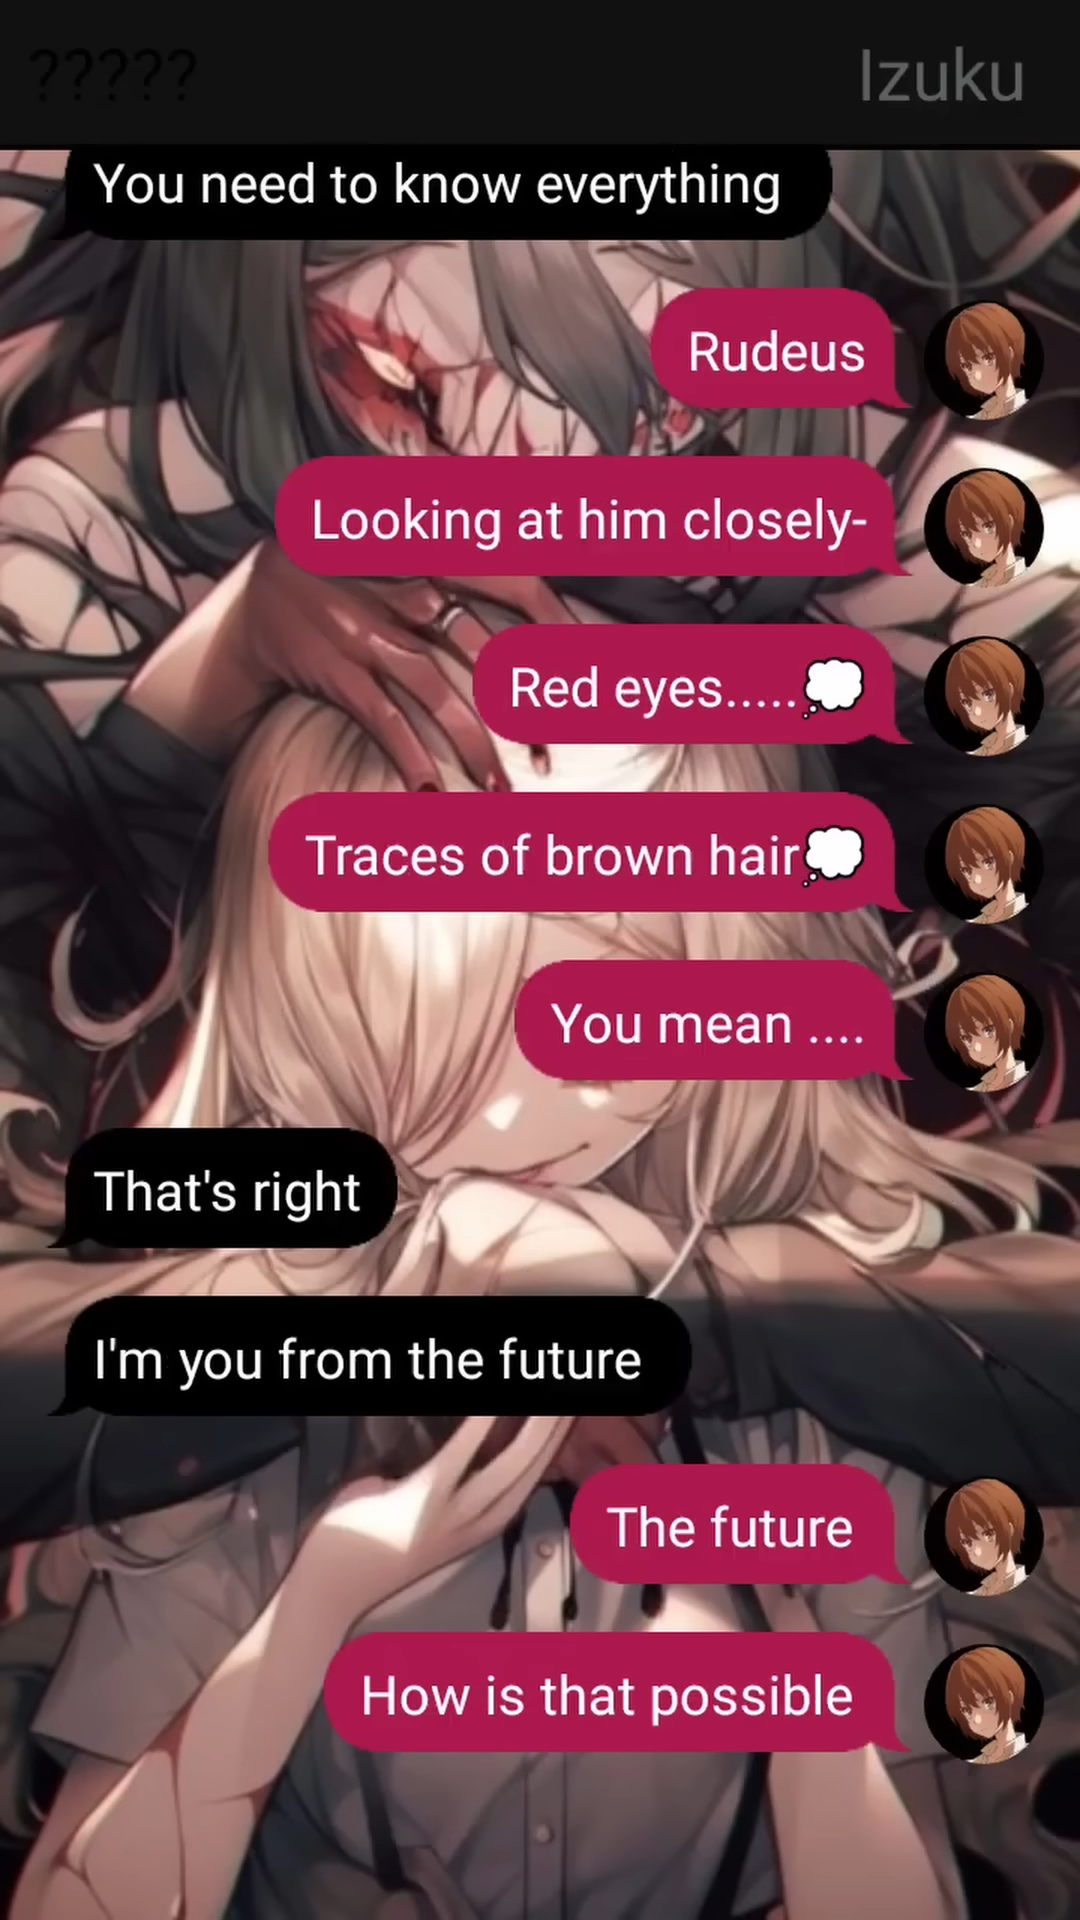 ????? Izuku
You need to know everything
Rudeus
Looking at him closely-
Red eyes.....💭
Traces of brown hair💭
You mean ....
That's right
I'm you from the future
The future
How is that possible